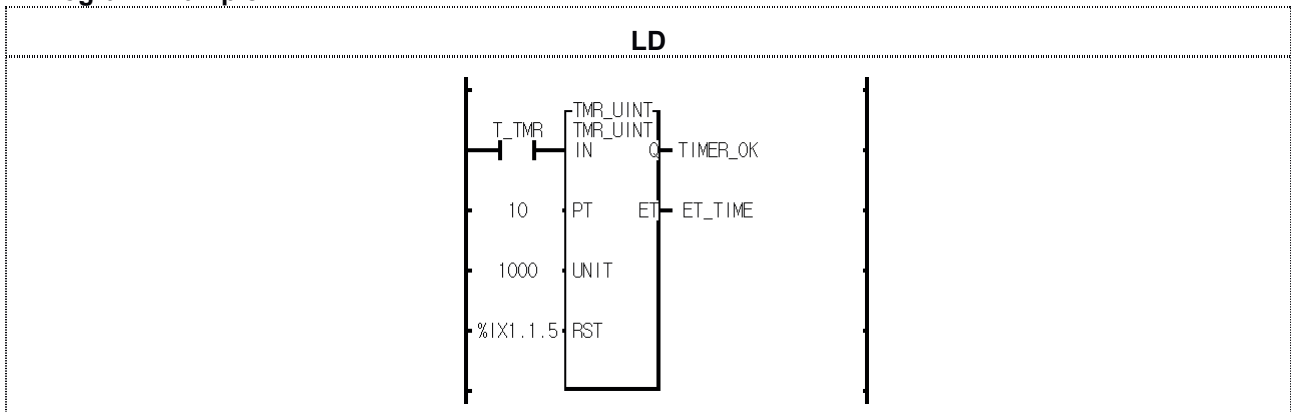 LD
TMR_UINT
T_TMR TMR_UINT
IN Q TIMER_OK
10 PT ET ET_TIME
1000 UNIT
%IX1.1.5 RST